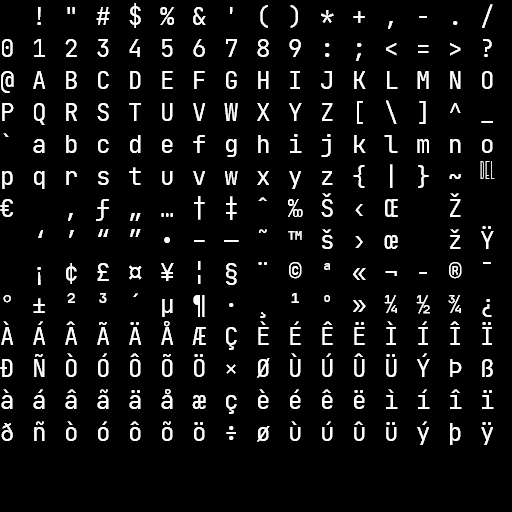 ! " # $ % & ' ( ) * + , - . /
0 1 2 3 4 5 6 7 8 9 : ; < = > ?
@ A B C D E F G H I J K L M N O
P Q R S T U V W X Y Z [ \ ] ^ _
` a b c d e f g h i j k l m n o
p q r s t u v w x y z { | } ~ DEL
€ ‚ ƒ „ … † ‡ ˆ ‰ Š ‹ Œ Ž
‘ ’ “ ” • – — ˜ ™ š › œ ž Ÿ
¡ ¢ £ ¤ ¥ ¦ § ¨ © ª « ¬ - ® ¯
° ± ² ³ ´ µ ¶ · ¸ ¹ º » ¼ ½ ¾ ¿
À Á Â Ã Ä Å Æ Ç È É Ê Ë Ì Í Î Ï
Ð Ñ Ò Ó Ô Õ Ö × Ø Ù Ú Û Ü Ý Þ ß
à á â ã ä å æ ç è é ê ë ì í î ï
ð ñ ò ó ô õ ö ÷ ø ù ú û ü ý þ ÿ